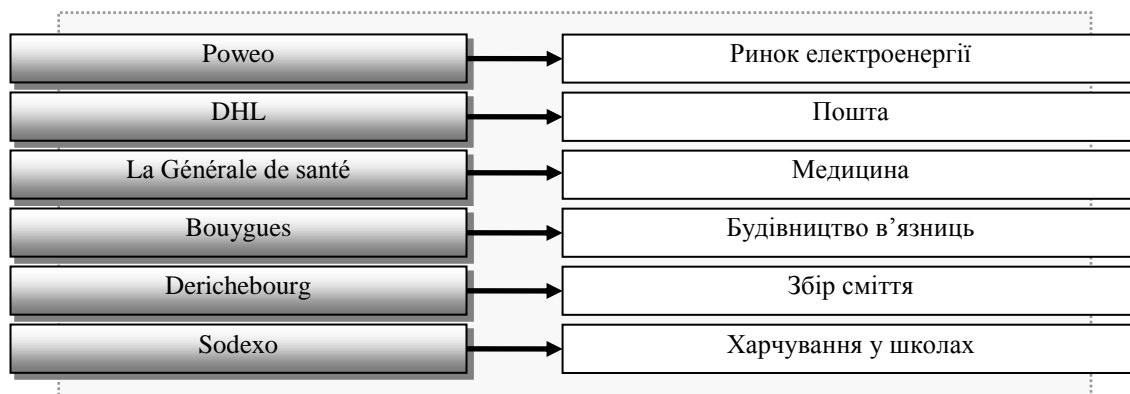 Poweo
Ринок електроенергії
DHL
Пошта
La Générale de santé
Медицина
Bouygues
Будівництво в’язниць
Derichebourg
Збір сміття
Sodexo
Харчування у школах